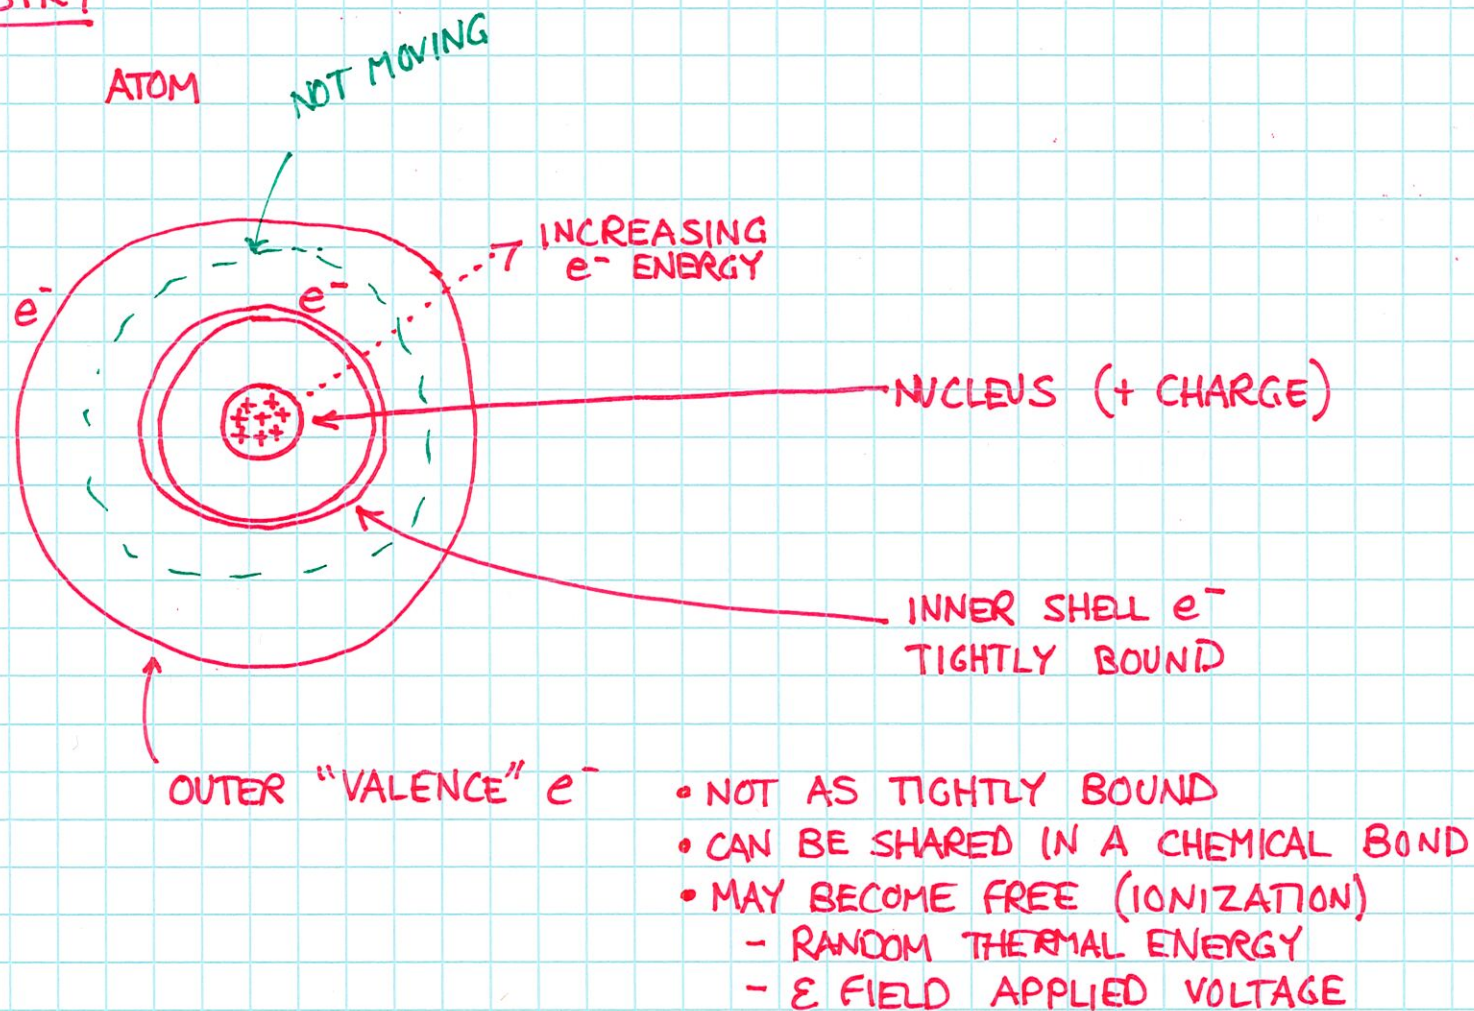 ATOM
NOT MOVING
INCREASING
e⁻ ENERGY
e⁻
e⁻
+ + + + + + + +
NUCLEUS (+ CHARGE)
INNER SHELL e⁻
TIGHTLY BOUND
OUTER "VALENCE" e⁻
• NOT AS TIGHTLY BOUND
• CAN BE SHARED IN A CHEMICAL BOND
• MAY BECOME FREE (IONIZATION)
- RANDOM THERMAL ENERGY
- ε FIELD APPLIED VOLTAGE